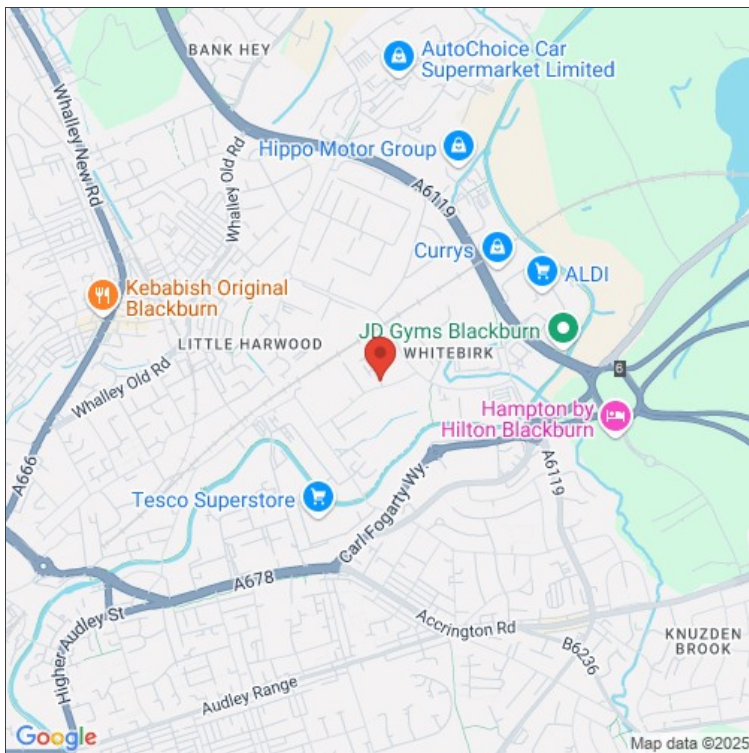 BANK HEY
AutoChoice Car
Supermarket Limited
Whalley New Rd
Whalley Old Rd
Hippo Motor Group
A6119
Currys
ALDI
Kebabish Original
Blackburn
JD Gyms Blackburn
LITTLE HARWOOD
WHITEBIRK
6
Whalley Old Rd
Hampton by
Hilton Blackburn
A666
A6119
Tesco Superstore
Carl Fogarty Wy.
A678
Higher Audley St
Accrington Rd
B6236
KNUZDEN
BROOK
Audley Range
Google
Map data ©2025